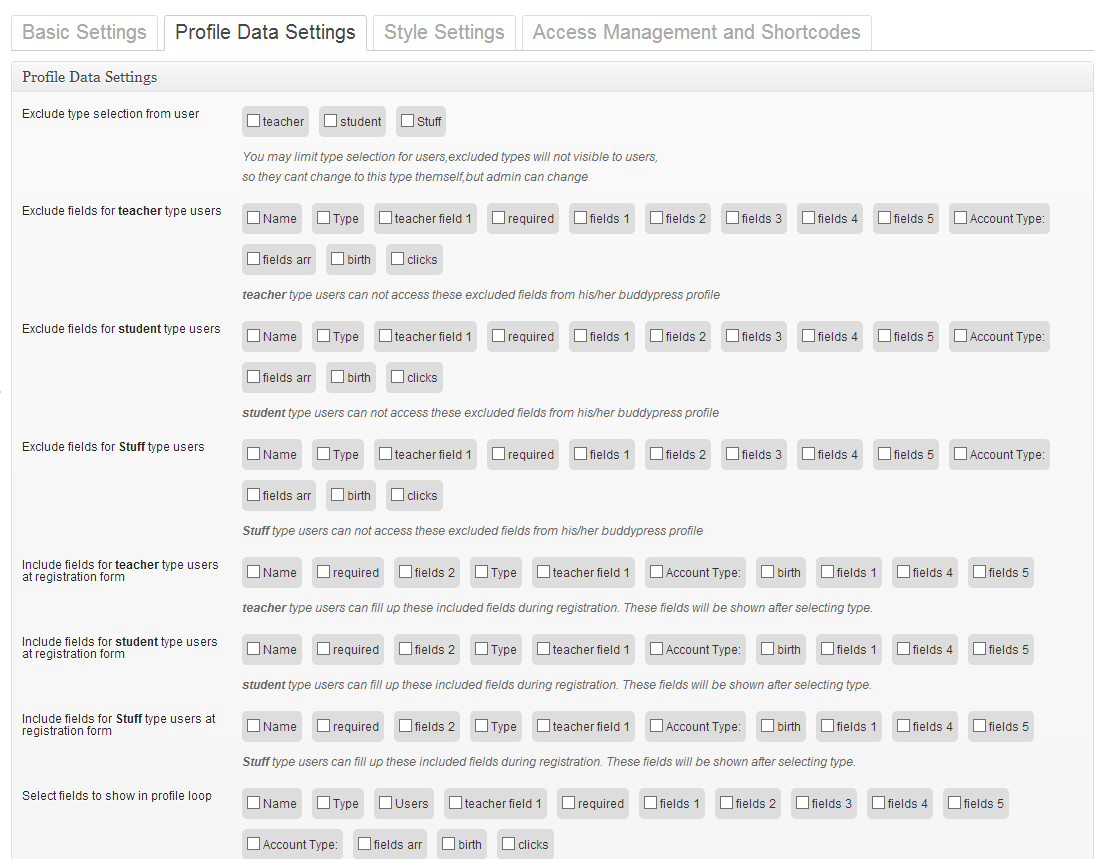 Basic Settings Profile Data Settings Style Settings Access Management and Shortcodes
Profile Data Settings
Exclude type selection from user teacher student Stuff
You may limit type selection for users,excluded types will not visible to users,
so they cant change to this type themself,but admin can change
Exclude fields for teacher type users Name Type teacher field 1 required fields 1 fields 2 fields 3 fields 4 fields 5 Account Type:
fields arr birth clicks
teacher type users can not access these excluded fields from his/her buddypress profile
Exclude fields for student type users Name Type teacher field 1 required fields 1 fields 2 fields 3 fields 4 fields 5 Account Type:
fields arr birth clicks
student type users can not access these excluded fields from his/her buddypress profile
Exclude fields for Stuff type users Name Type teacher field 1 required fields 1 fields 2 fields 3 fields 4 fields 5 Account Type:
fields arr birth clicks
Stuff type users can not access these excluded fields from his/her buddypress profile
Include fields for teacher type users
at registration form
Name required fields 2 Type teacher field 1 Account Type: birth fields 1 fields 4 fields 5
teacher type users can fill up these included fields during registration. These fields will be shown after selecting type.
Include fields for student type users
at registration form
Name required fields 2 Type teacher field 1 Account Type: birth fields 1 fields 4 fields 5
student type users can fill up these included fields during registration. These fields will be shown after selecting type.
Include fields for Stuff type users at
registration form
Name required fields 2 Type teacher field 1 Account Type: birth fields 1 fields 4 fields 5
Stuff type users can fill up these included fields during registration. These fields will be shown after selecting type.
Select fields to show in profile loop Name Type Users teacher field 1 required fields 1 fields 2 fields 3 fields 4 fields 5
Account Type: fields arr birth clicks